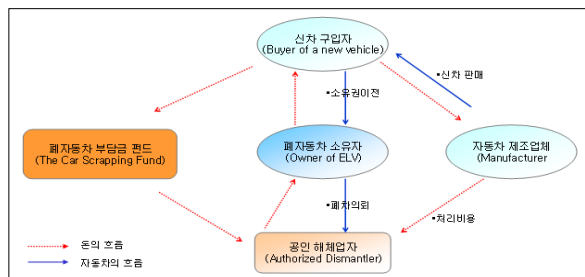 신차 구입자
(Buyer of a new vehicle)
▪신차 판매
▪소유권이전
폐자동차 부담금 펀드
(The Car Scrapping Fund)
폐자동차 소유자
(Owner of ELV)
자동차 제조업체
(Manufacturer
▪폐차의뢰
▪처리비용
공인 해체업자
(Authorized Dismantler)
돈의 흐름
자동차의 흐름